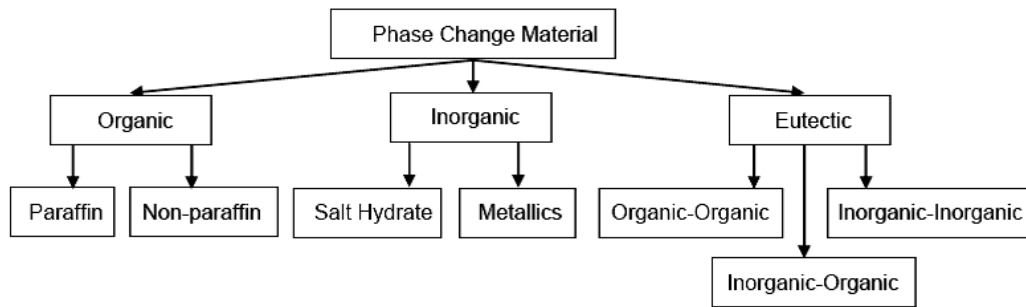 Phase Change Material
Organic
Inorganic
Eutectic
Paraffin
Non-paraffin
Salt Hydrate
Metallics
Organic-Organic
Inorganic-Inorganic
Inorganic-Organic